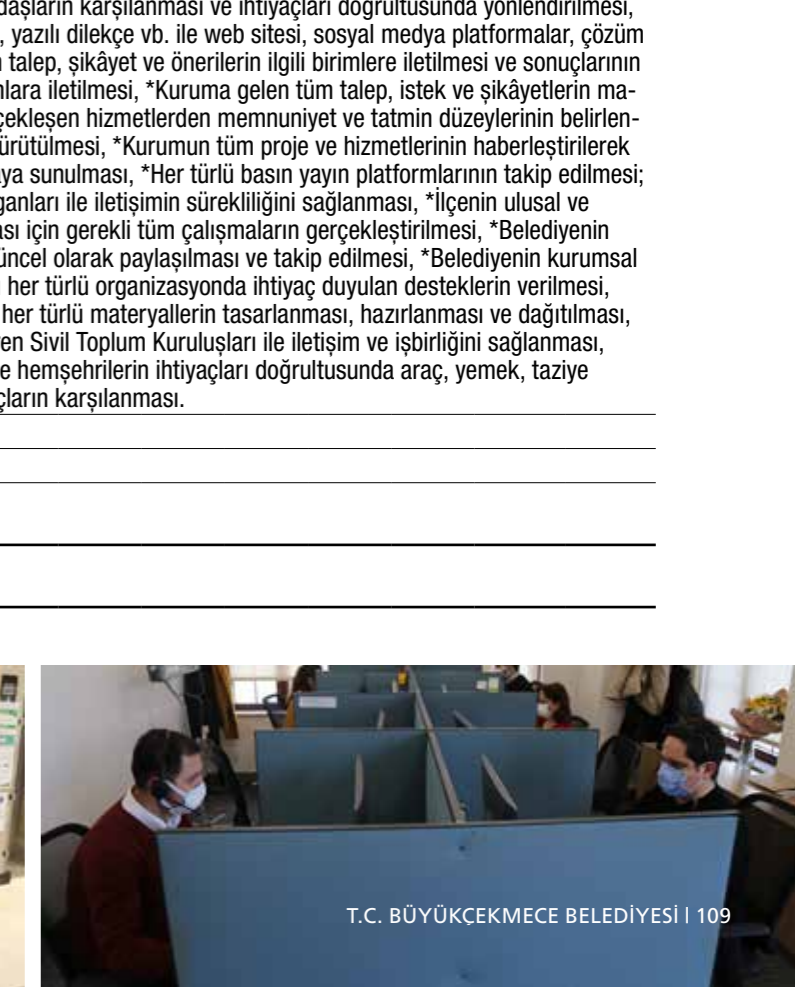 daşların karşılanması ve ihtiyaçları doğrultusunda yönlendirilmesi,
, yazılı dilekçe vb. ile web sitesi, sosyal medya platformalar, çözüm
talep, şikâyet ve önerilerin ilgili birimlere iletilmesi ve sonuçlarının
nlara iletilmesi, *Kuruma gelen tüm talep, istek ve şikâyetlerin ma-
çekleşen hizmetlerden memnuniyet ve tatmin düzeylerinin belirlen-
ürütülmesi, *Kurumun tüm proje ve hizmetlerinin haberleştirilerek
ya sunulması, *Her türlü basın yayın platformlarının takip edilmesi;
ganları ile iletişimin sürekliliğini sağlanması, *İlçenin ulusal ve
ası için gerekli tüm çalışmaların gerçekleştirilmesi, *Belediyenin
üncel olarak paylaşılması ve takip edilmesi, *Belediyenin kurumsal
her türlü organizasyonda ihtiyaç duyulan desteklerin verilmesi,
her türlü materyallerin tasarlanması, hazırlanması ve dağıtılması,
en Sivil Toplum Kuruluşları ile iletişim ve işbirliğini sağlanması,
e hemşehrilerin ihtiyaçları doğrultusunda araç, yemek, taziye
çların karşılanması.
T.C. BÜYÜKÇEKMECE BELEDİYESİ | 109